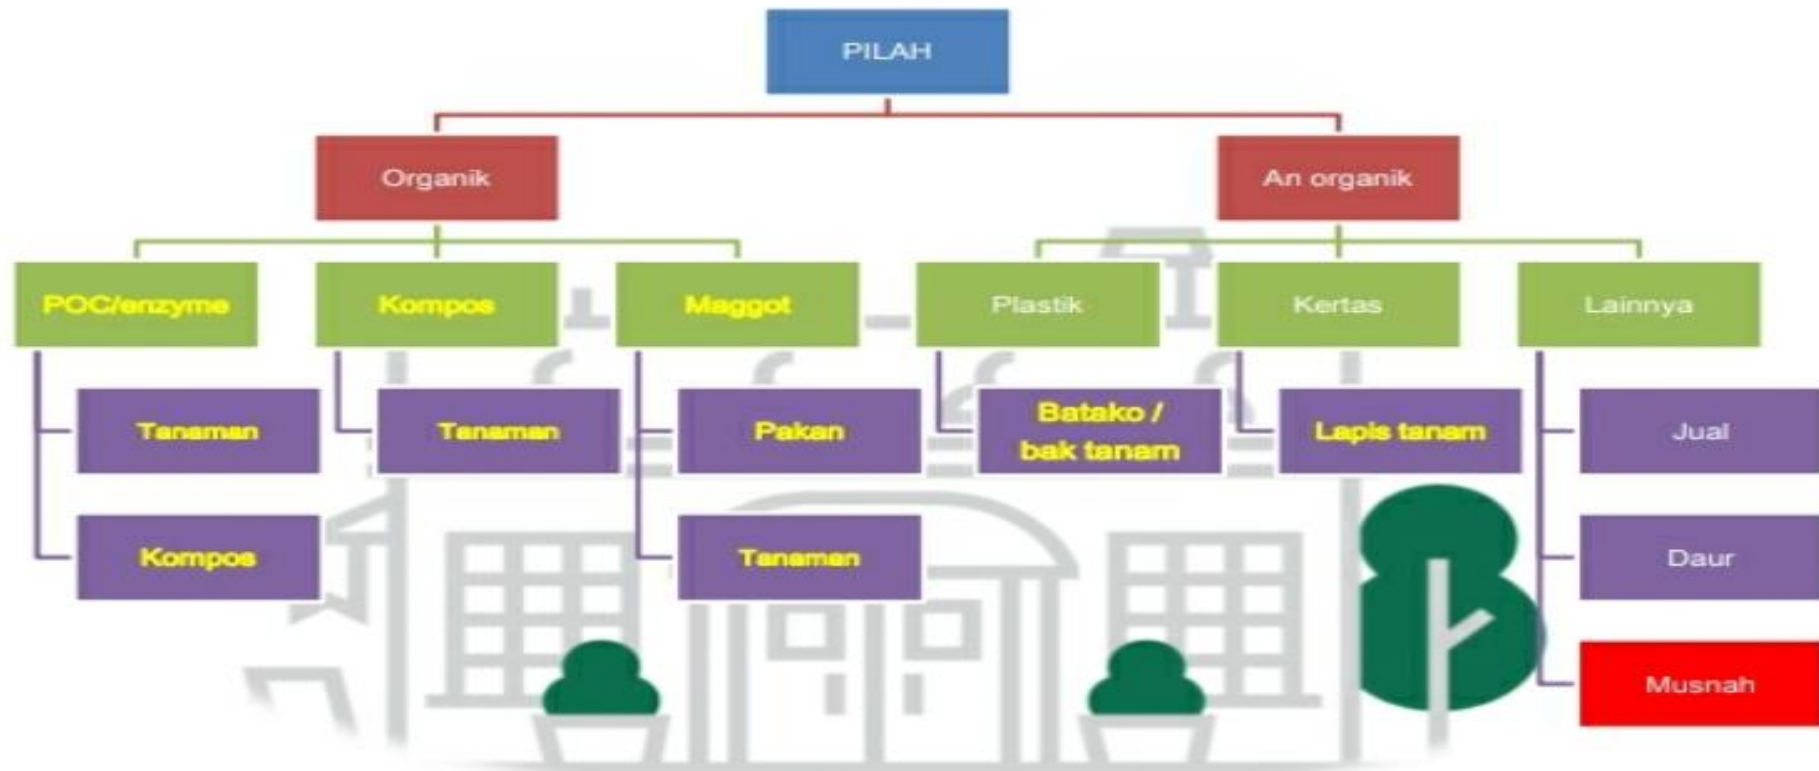 PILAH
Organik
An organik
POC/enzyme
Kompos
Maggot
Plastik
Kertas
Lainnya
Tanaman
Tanaman
Pakan
Batako /
bak tanam
Lapis tanam
Jual
Kompos
Tanaman
Daur
Musnah